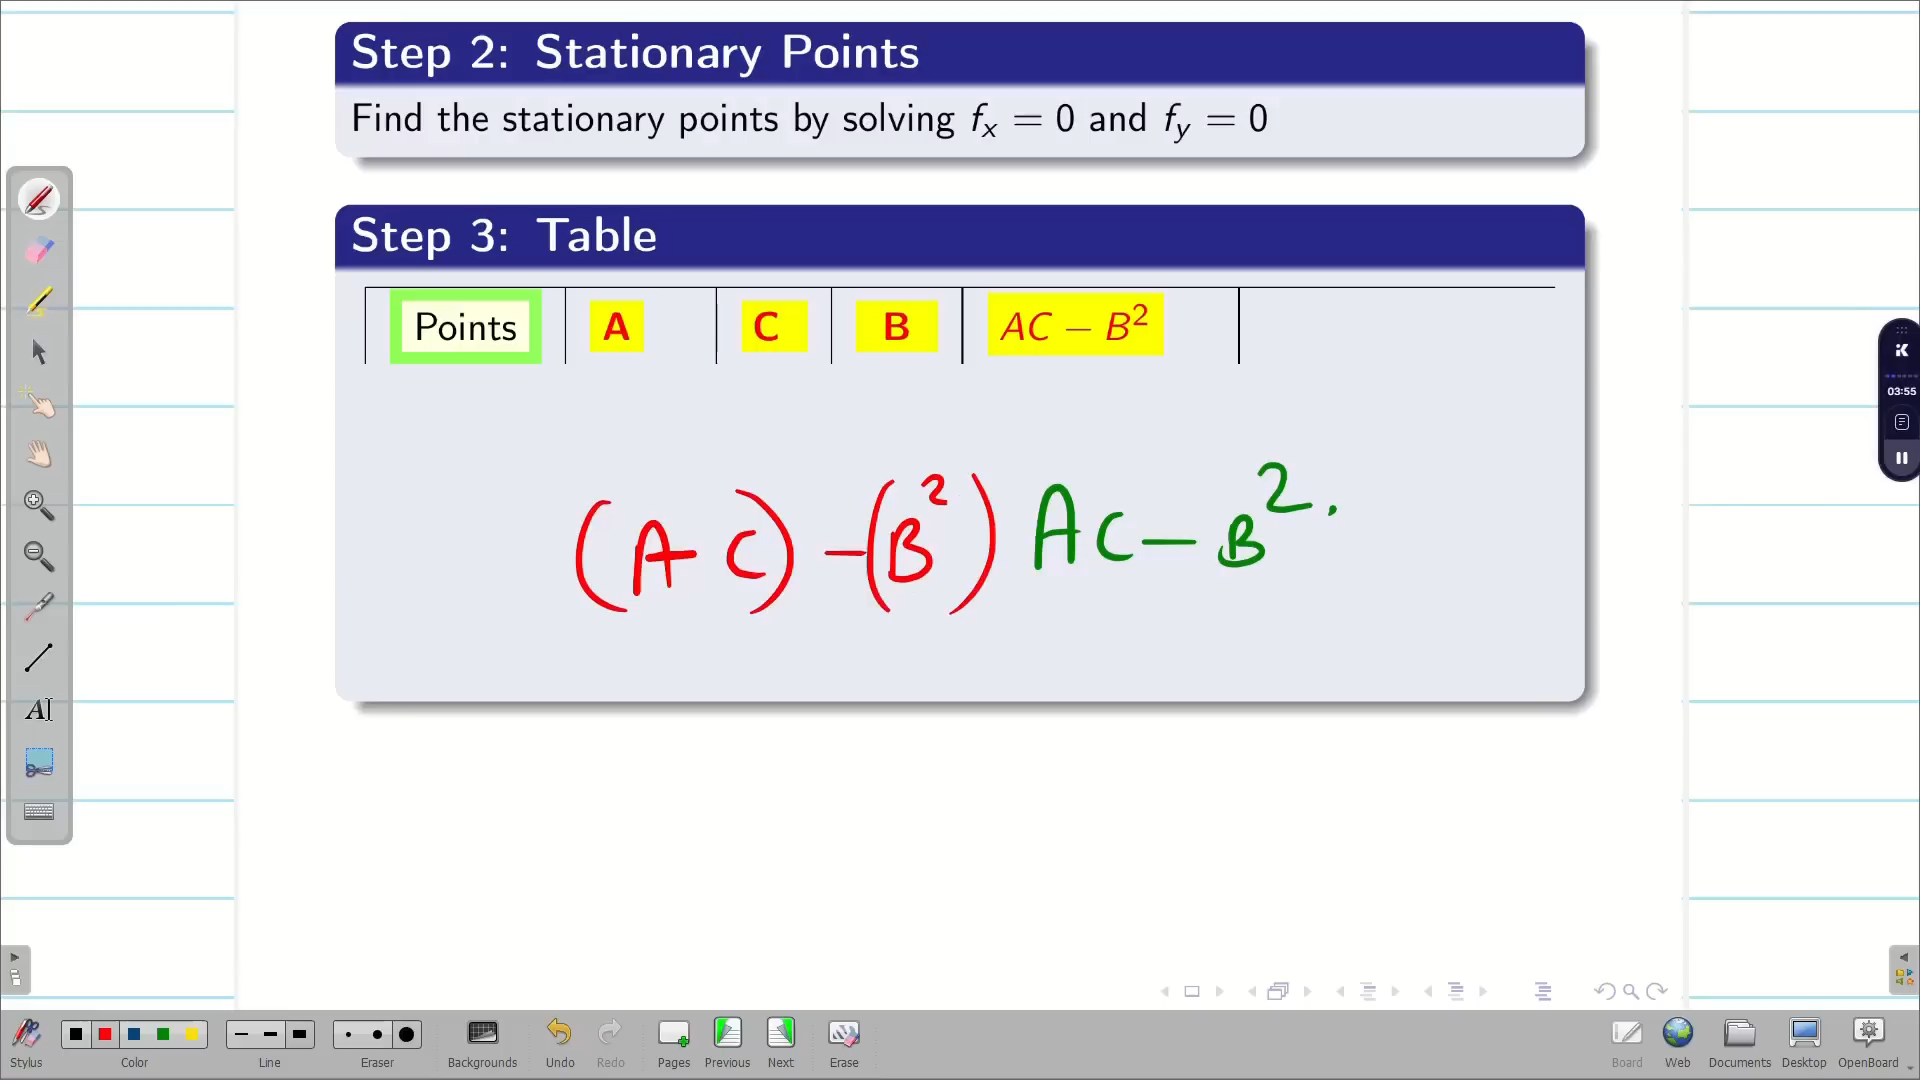 Step 2: Stationary Points
Find the stationary points by solving fₓ = 0 and f_y = 0
Step 3: Table
Points A C B AC − B²
(A C) − (B²) AC − B².
03:55
Stylus Color Line Eraser Backgrounds Undo Redo Pages Previous Next Erase Board Web Documents Desktop OpenBoard